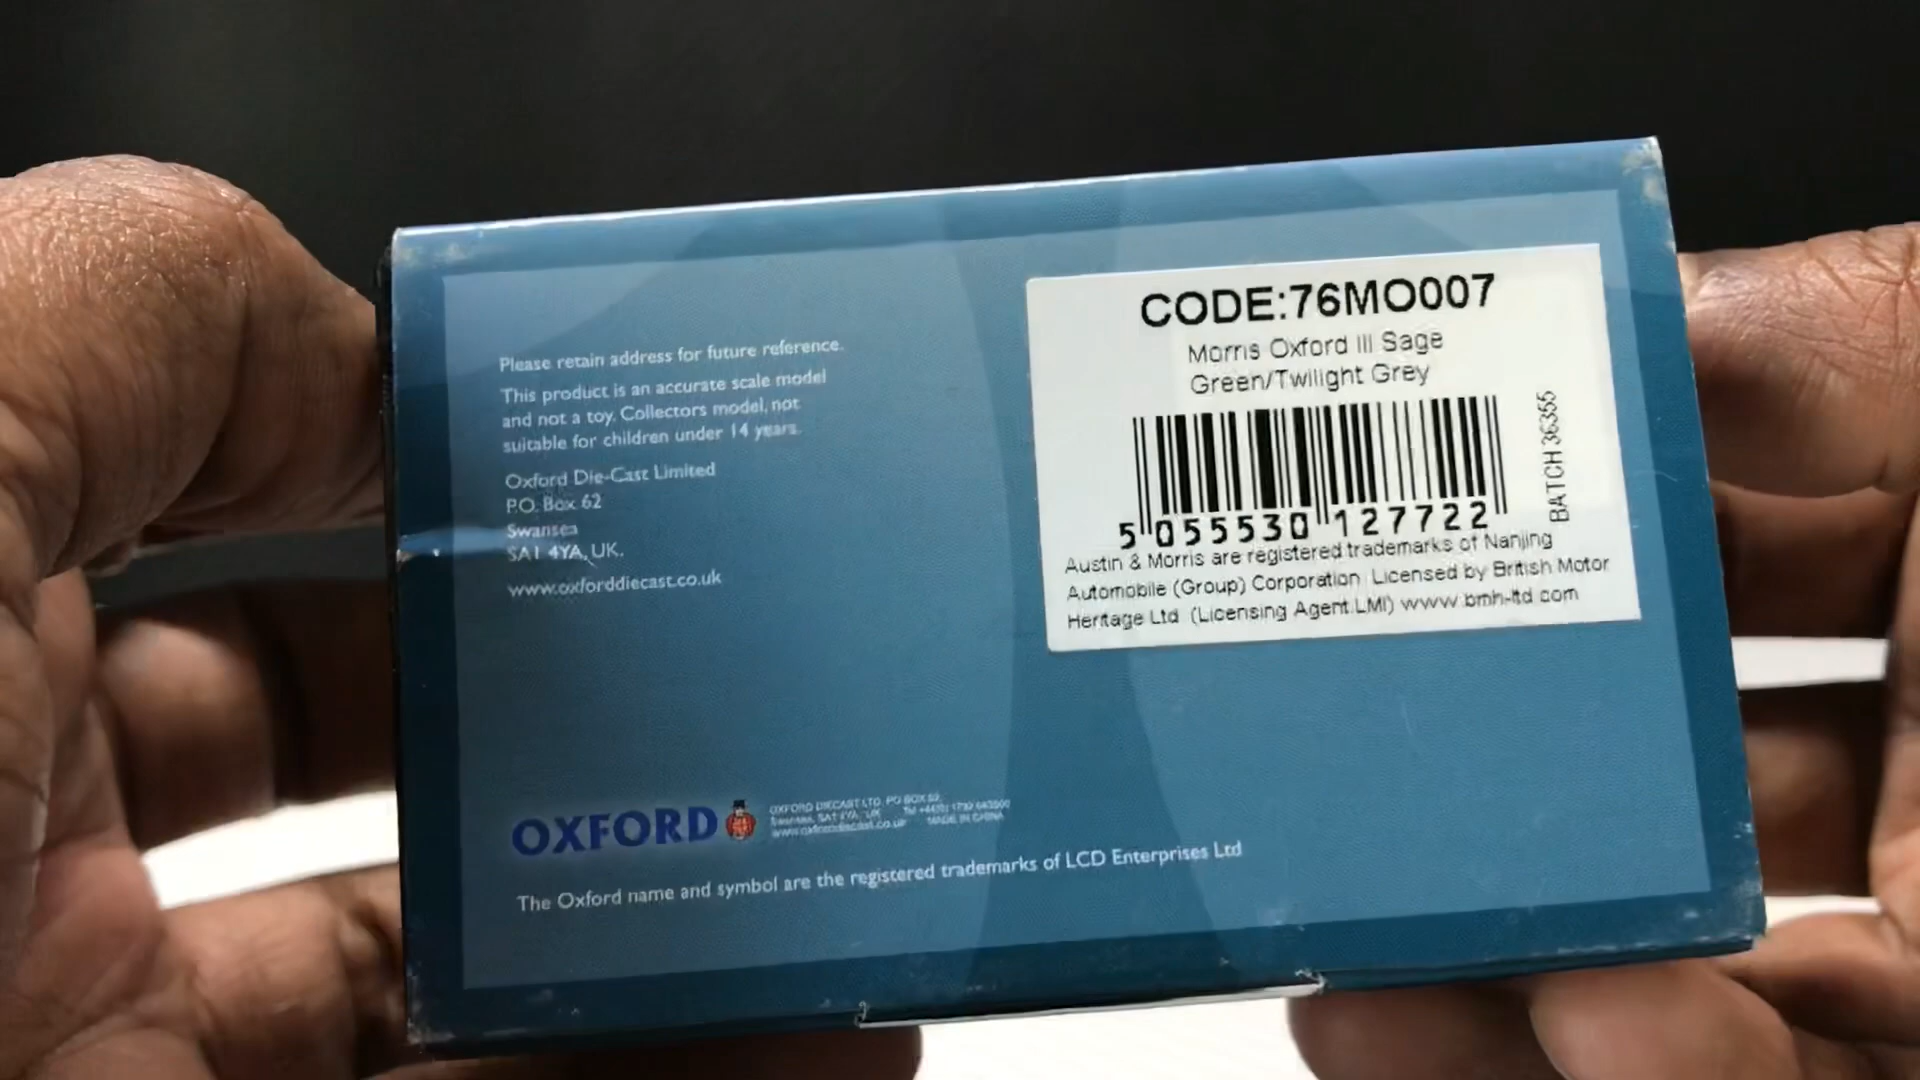 Please retain address for future reference.
This product is an accurate scale model
and not a toy. Collectors model, not
suitable for children under 14 years.
Oxford Die-Cast Limited
P.O. Box 62
Swansea
SA1 4YA, UK.
www.oxforddiecast.co.uk
CODE:76MO007
Morris Oxford III Sage
Green/Twilight Grey
BATCH 36355
5 055530 127722
Austin & Morris are registered trademarks of Nanjing
Automobile (Group) Corporation Licensed by British Motor
Heritage Ltd (Licensing Agent LMI) www.bmh-ltd.com
OXFORD
OXFORD DIECAST LTD, PO BOX 62,
Swansea, SA1 4YA, UK
www.oxforddiecast.co.uk MADE IN CHINA
The Oxford name and symbol are the registered trademarks of LCD Enterprises Ltd